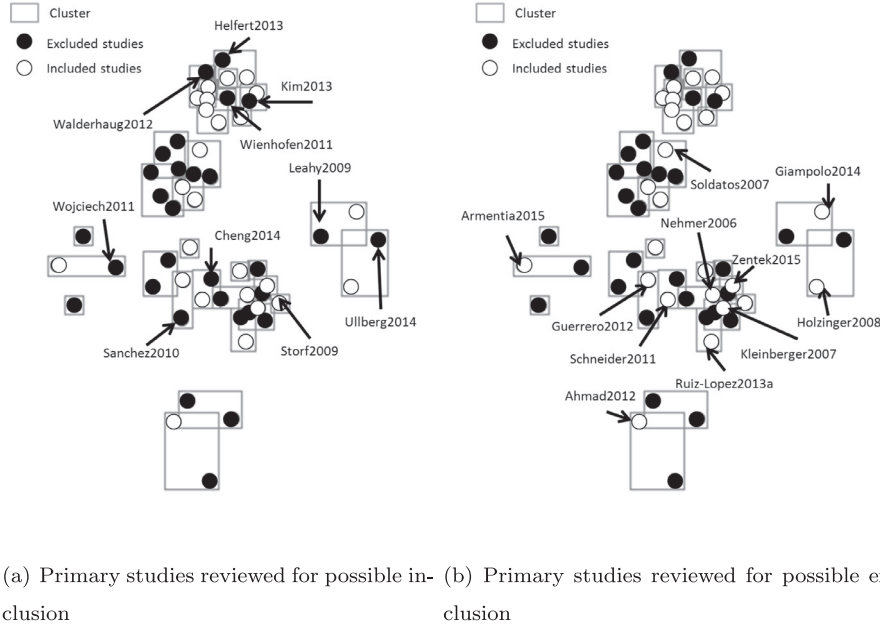 Cluster
Excluded studies
Included studies
Helfert2013
Kim2013
Walderhaug2012
Wienhofen2011
Leahy2009
Wojciech2011
Cheng2014
Ullberg2014
Sanchez2010
Storf2009
(a) Primary studies reviewed for possible in-
clusion
Cluster
Excluded studies
Included studies
Soldatos2007
Giampolo2014
Armentia2015
Nehmer2006
Zentek2015
Guerrero2012
Holzinger2008
Schneider2011
Kleinberger2007
Ruiz-Lopez2013a
Ahmad2012
(b) Primary studies reviewed for possible
clusion